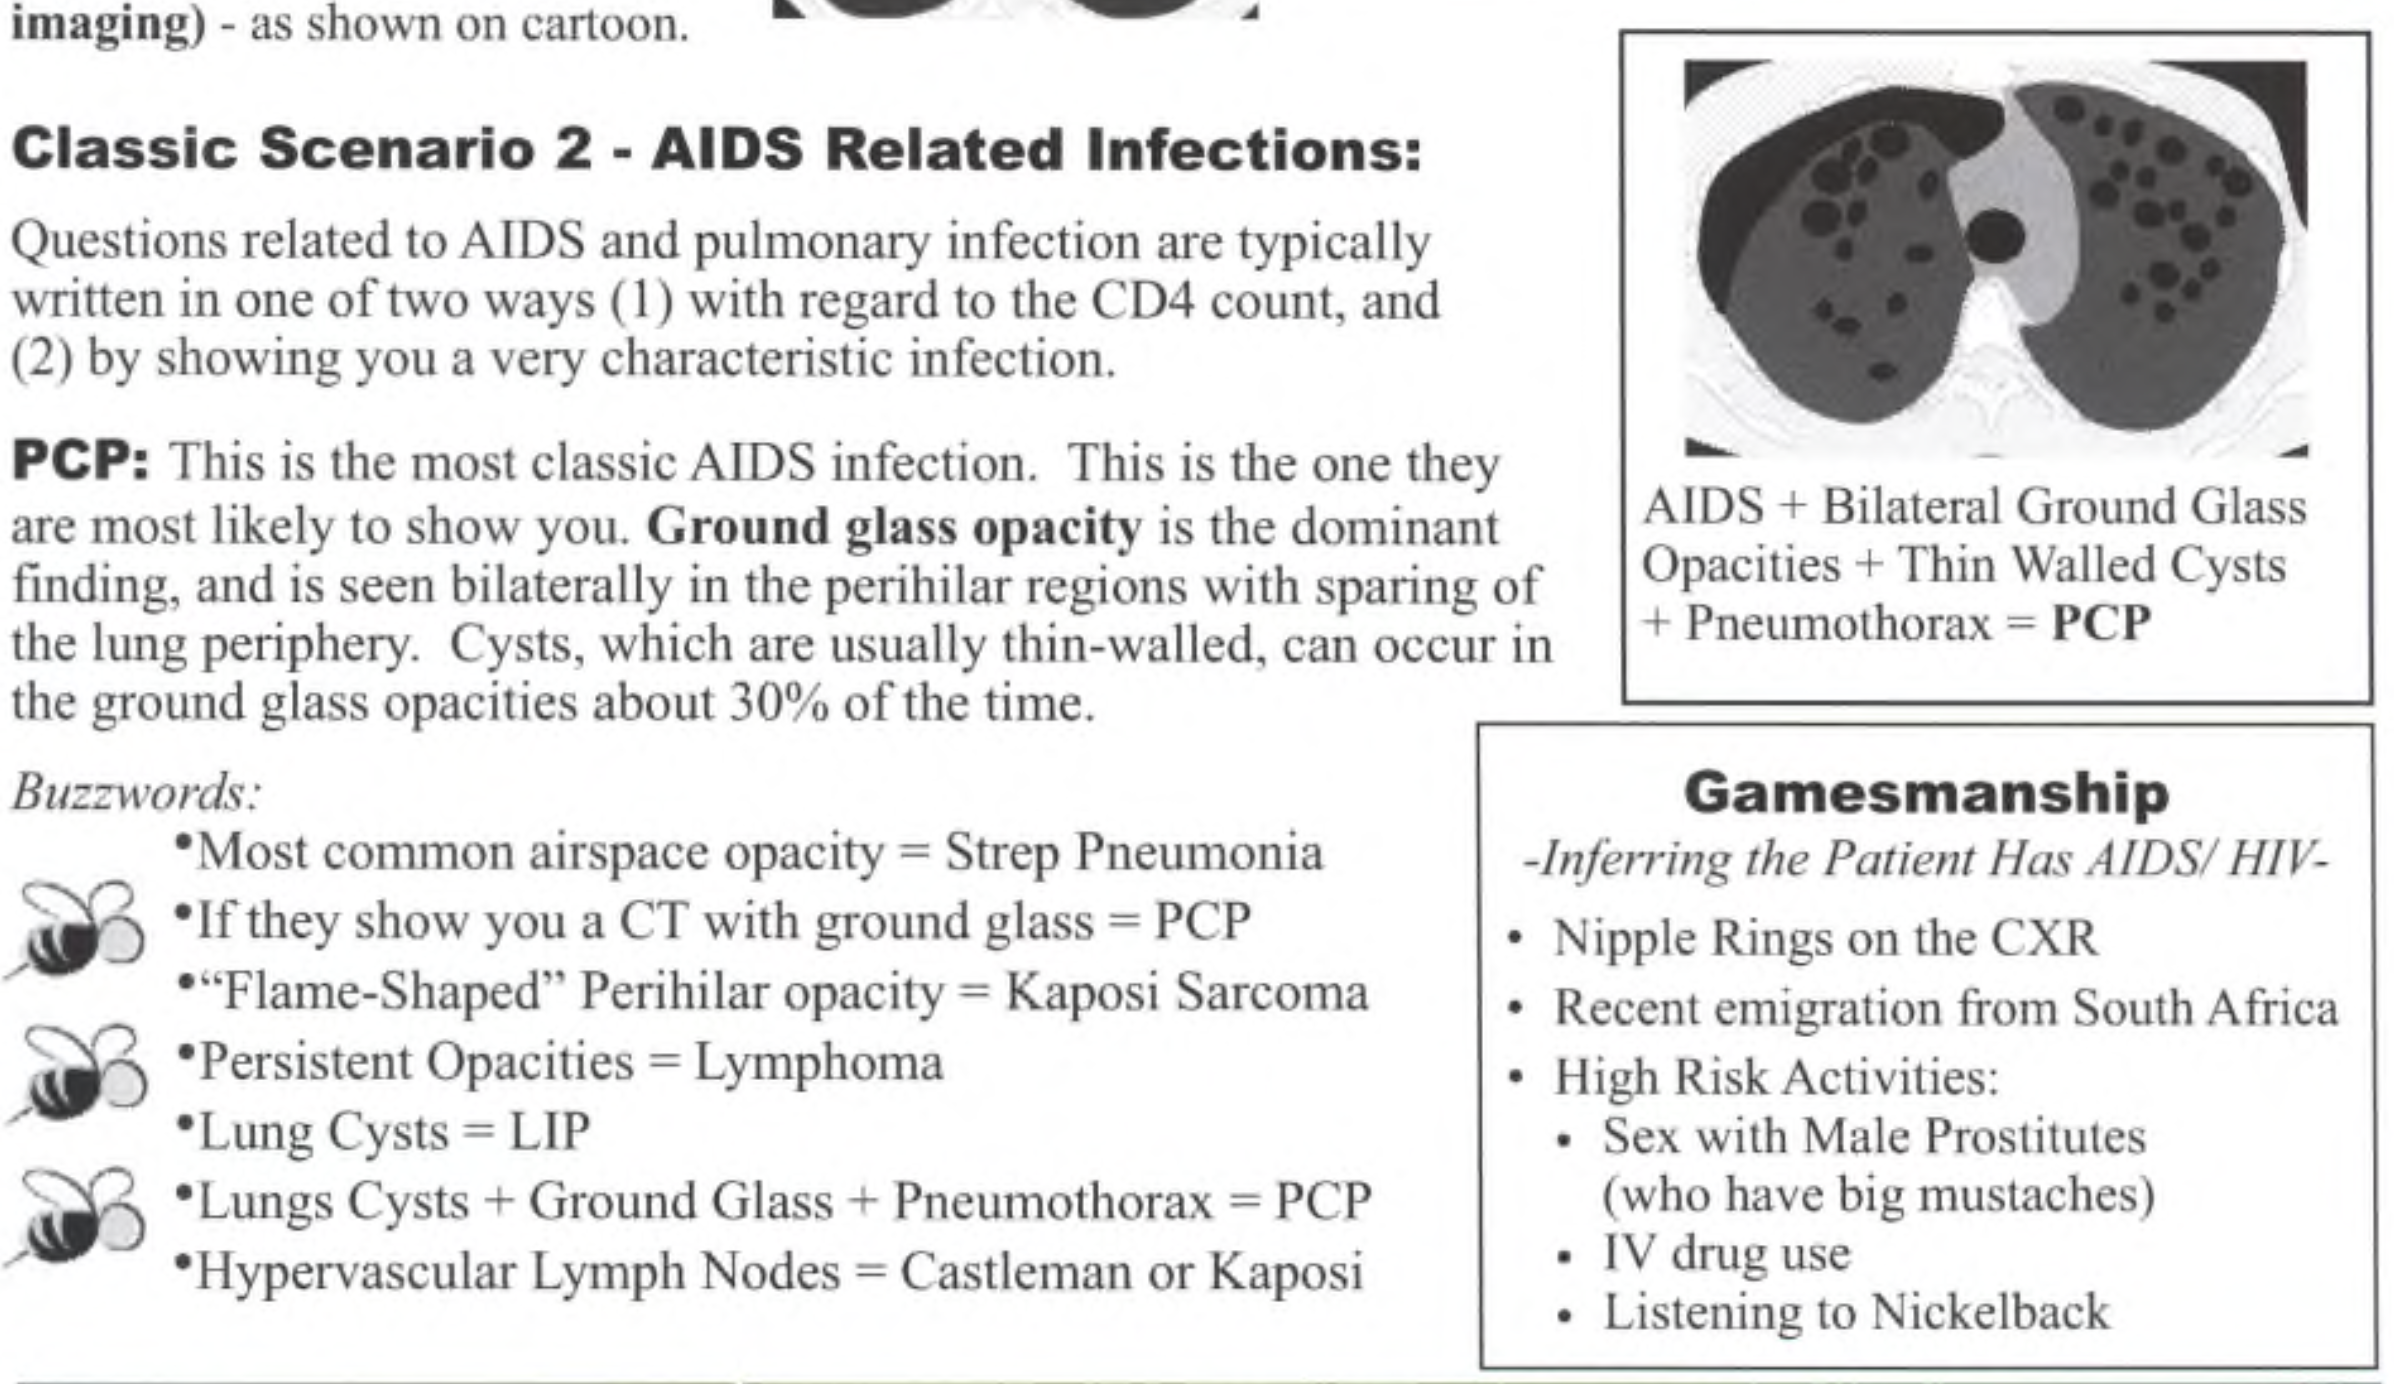 imaging) - as shown on cartoon.
Classic Scenario 2 - AIDS Related Infections:
Questions related to AIDS and pulmonary infection are typically
written in one of two ways (1) with regard to the CD4 count, and
(2) by showing you a very characteristic infection.
PCP: This is the most classic AIDS infection. This is the one they
are most likely to show you. Ground glass opacity is the dominant
finding, and is seen bilaterally in the perihilar regions with sparing of
the lung periphery. Cysts, which are usually thin-walled, can occur in
the ground glass opacities about 30% of the time.
AIDS + Bilateral Ground Glass
Opacities + Thin Walled Cysts
+ Pneumothorax = PCP
Buzzwords:
•Most common airspace opacity = Strep Pneumonia
•If they show you a CT with ground glass = PCP
•“Flame-Shaped” Perihilar opacity = Kaposi Sarcoma
•Persistent Opacities = Lymphoma
•Lung Cysts = LIP
•Lungs Cysts + Ground Glass + Pneumothorax = PCP
•Hypervascular Lymph Nodes = Castleman or Kaposi
Gamesmanship
-Inferring the Patient Has AIDS/ HIV-
• Nipple Rings on the CXR
• Recent emigration from South Africa
• High Risk Activities:
• Sex with Male Prostitutes
(who have big mustaches)
• IV drug use
• Listening to Nickelback